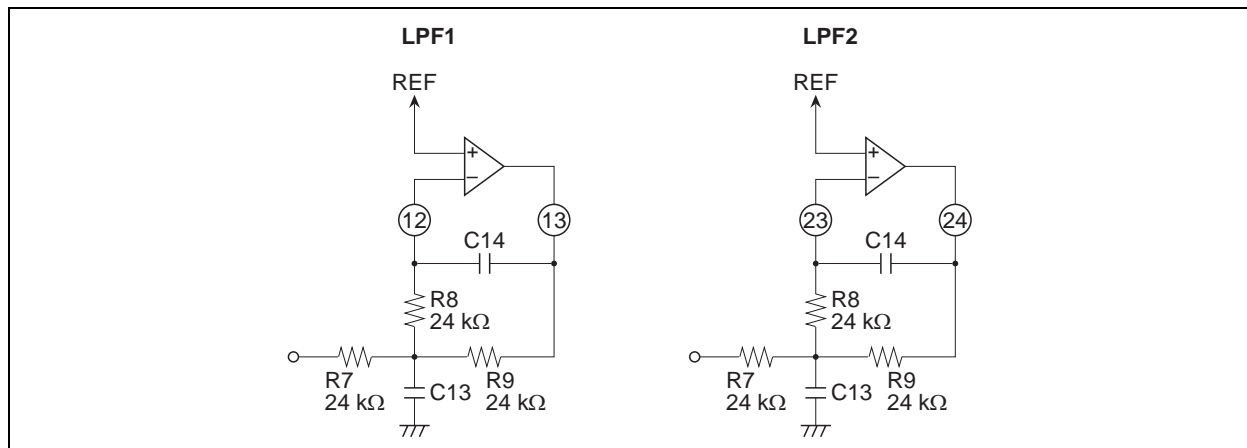 LPF1
REF
+
−
12
13
C14
R8
24 kΩ
R7
24 kΩ
C13
R9
24 kΩ
LPF2
REF
+
−
23
24
C14
R8
24 kΩ
R7
24 kΩ
C13
R9
24 kΩ